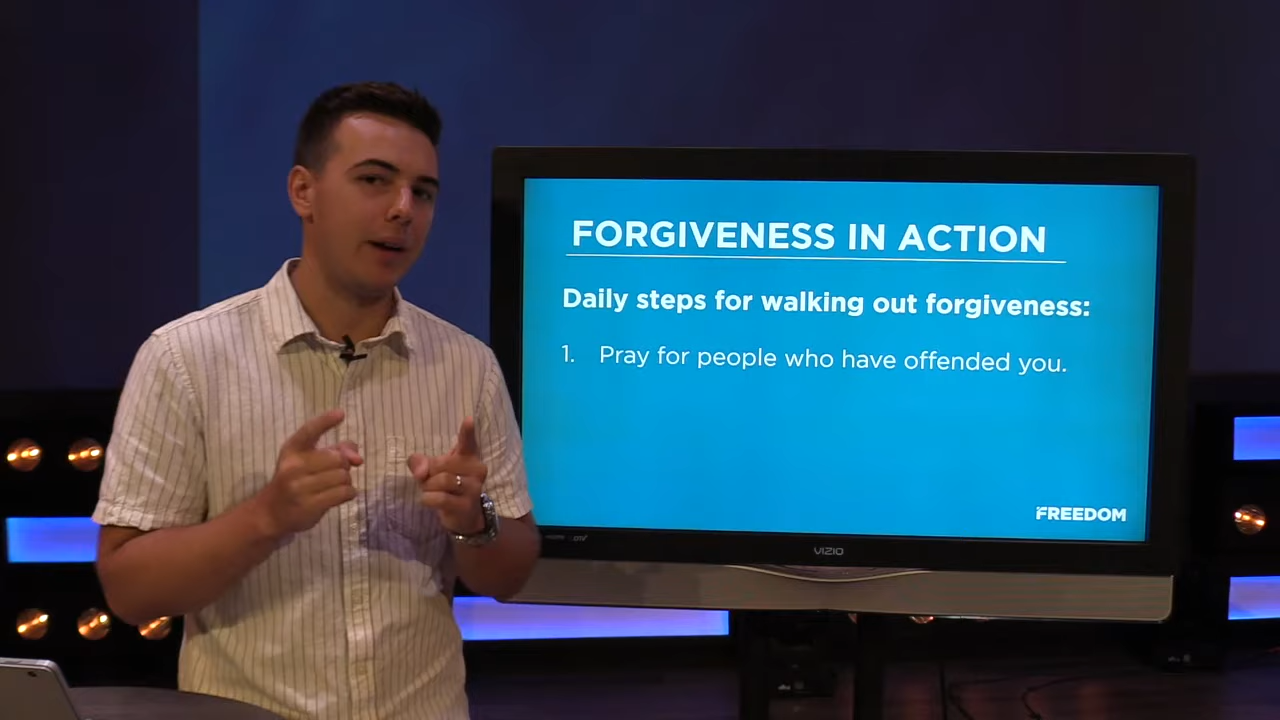 FORGIVENESS IN ACTION
Daily steps for walking out forgiveness:
1. Pray for people who have offended you.
FREEDOM
VIZIO